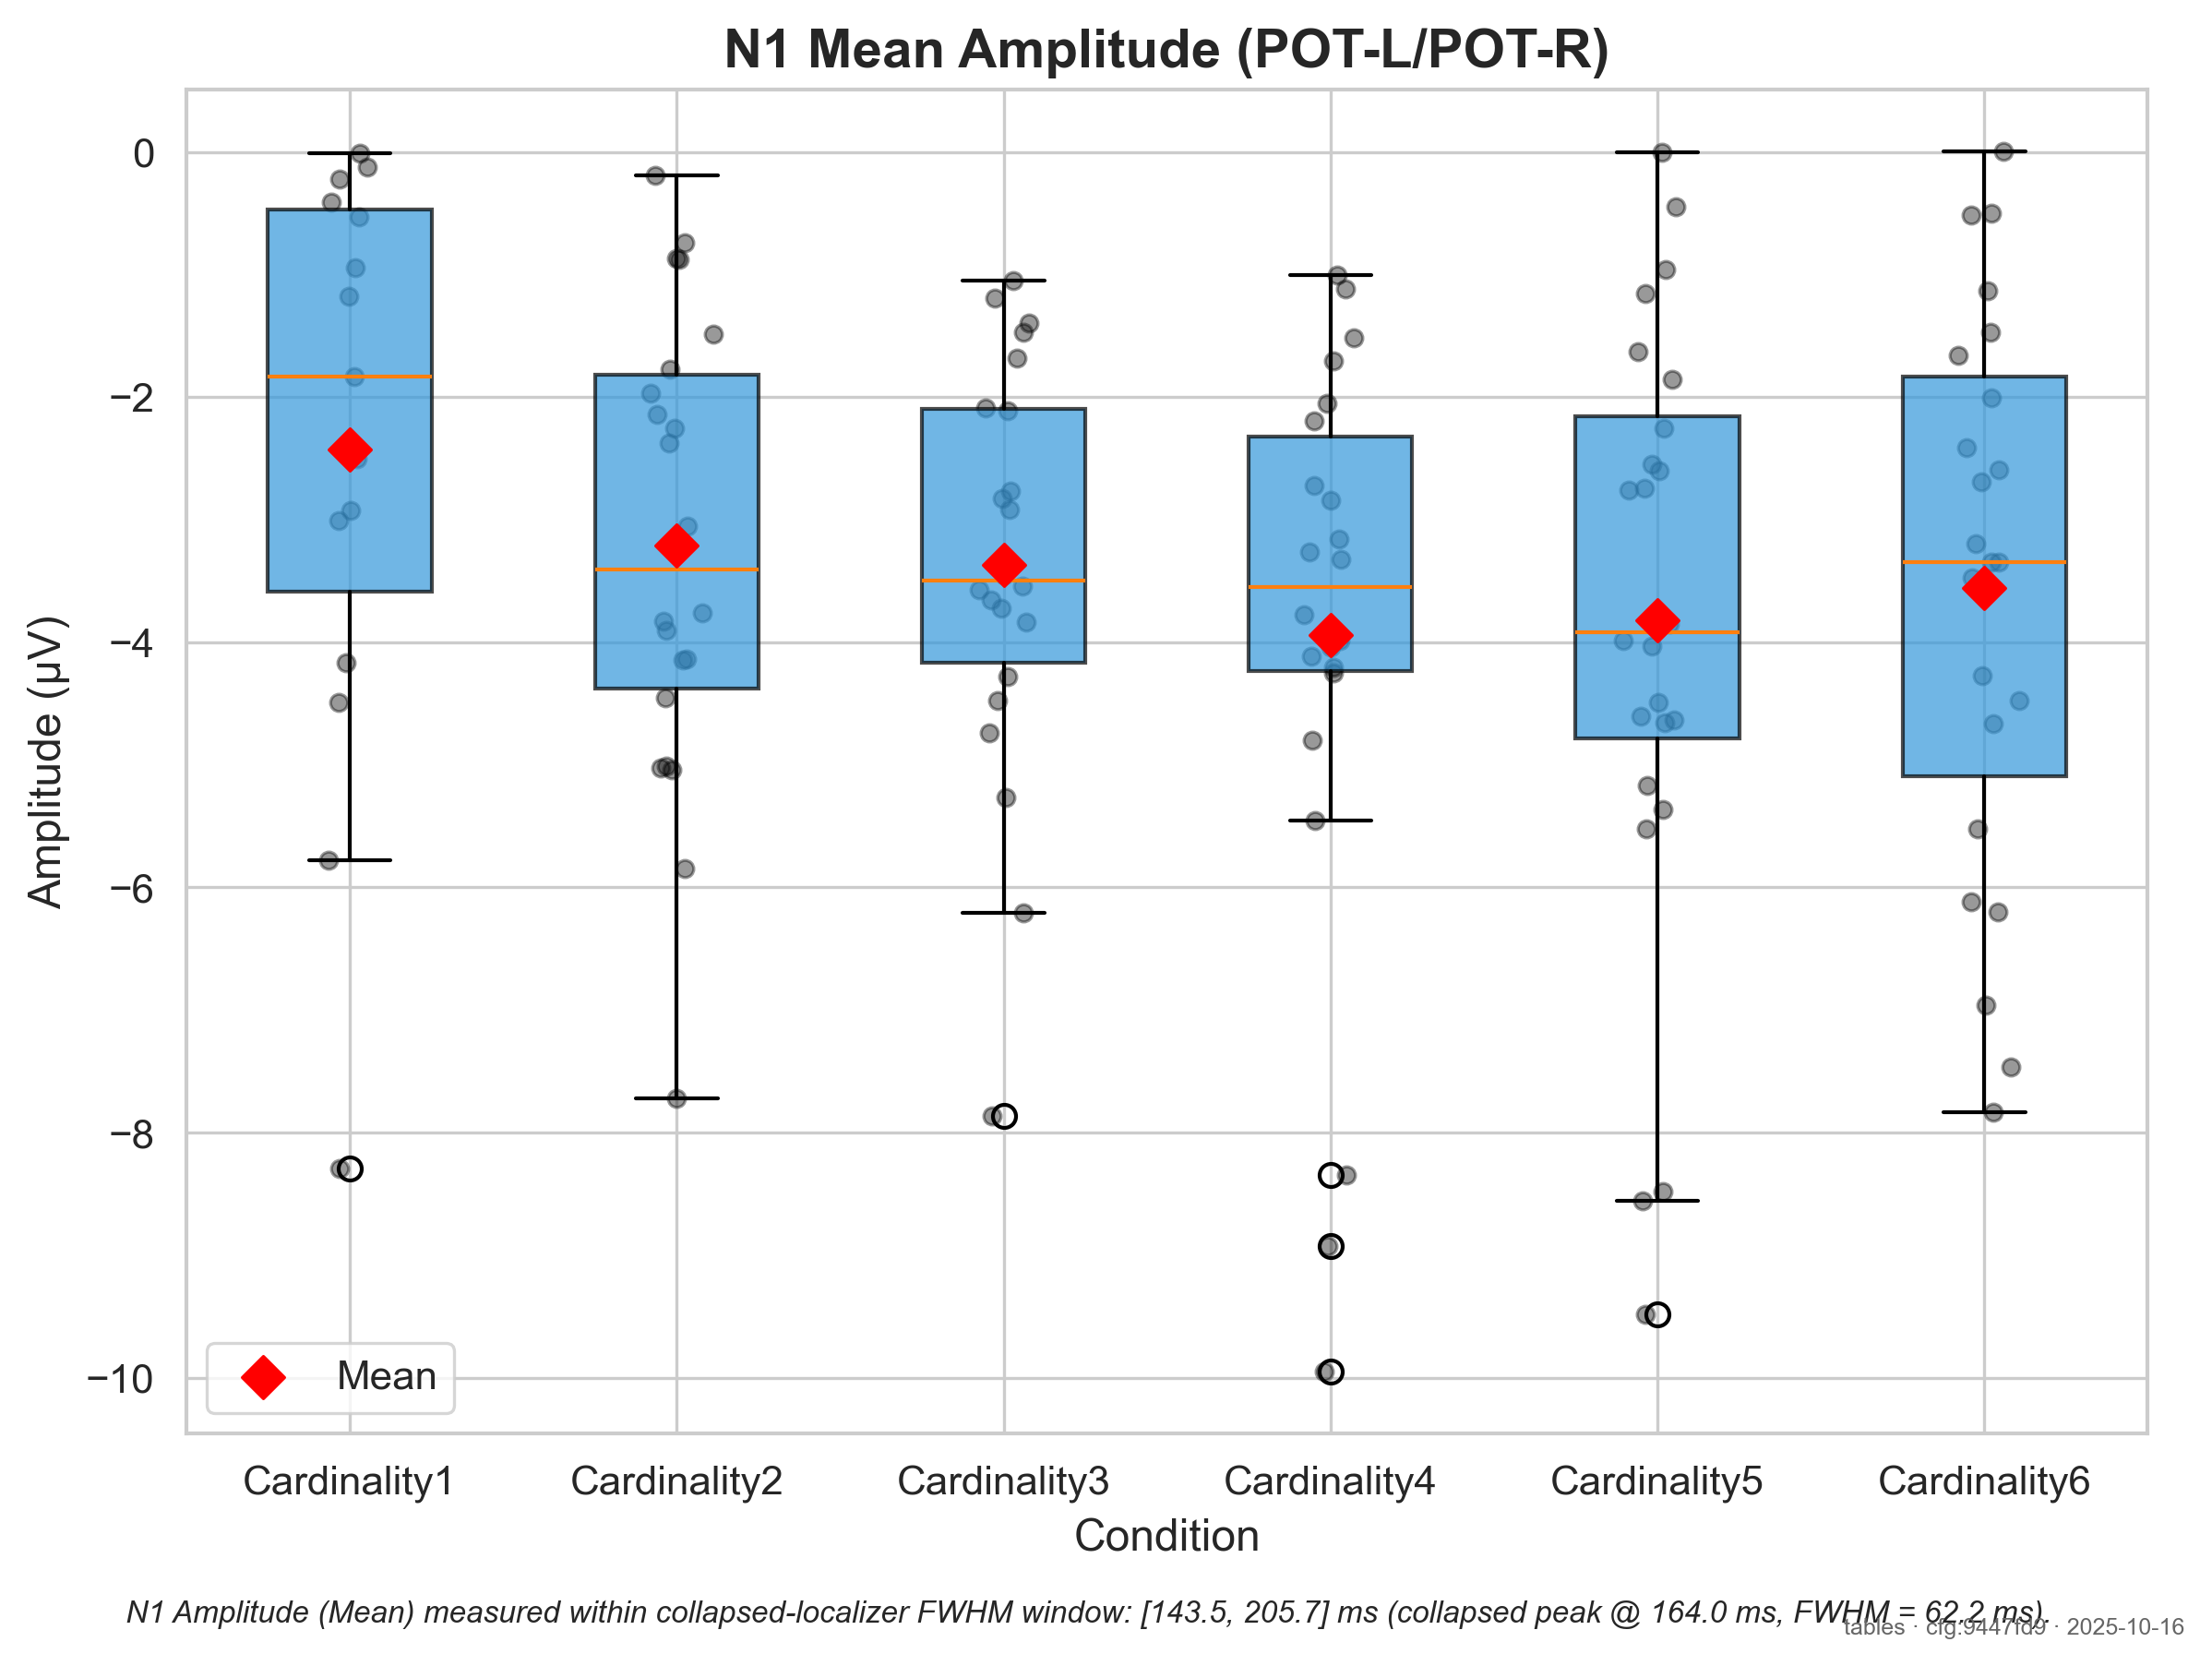 N1 Mean Amplitude (POT-L/POT-R)
Amplitude (µV)
0
−2
−4
−6
−8
−10
Mean
Cardinality1 Cardinality2 Cardinality3 Cardinality4 Cardinality5 Cardinality6
Condition
N1 Amplitude (Mean) measured within collapsed-localizer FWHM window: [143.5, 205.7] ms (collapsed peak @ 164.0 ms, FWHM = 62.2 ms).
tables · cfg:9447fd9 · 2025-10-16